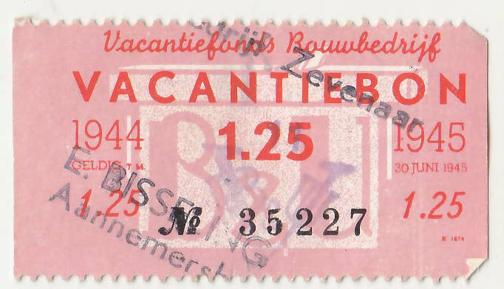 Vacantiefonds Bouwbedrijf
VACANTIEBON
1944 1.25 1945
GELDIG T M 30 JUNI 1945
1.25 № 35227 1.25
Zevenaar
E. BISSELING
Aannemersb